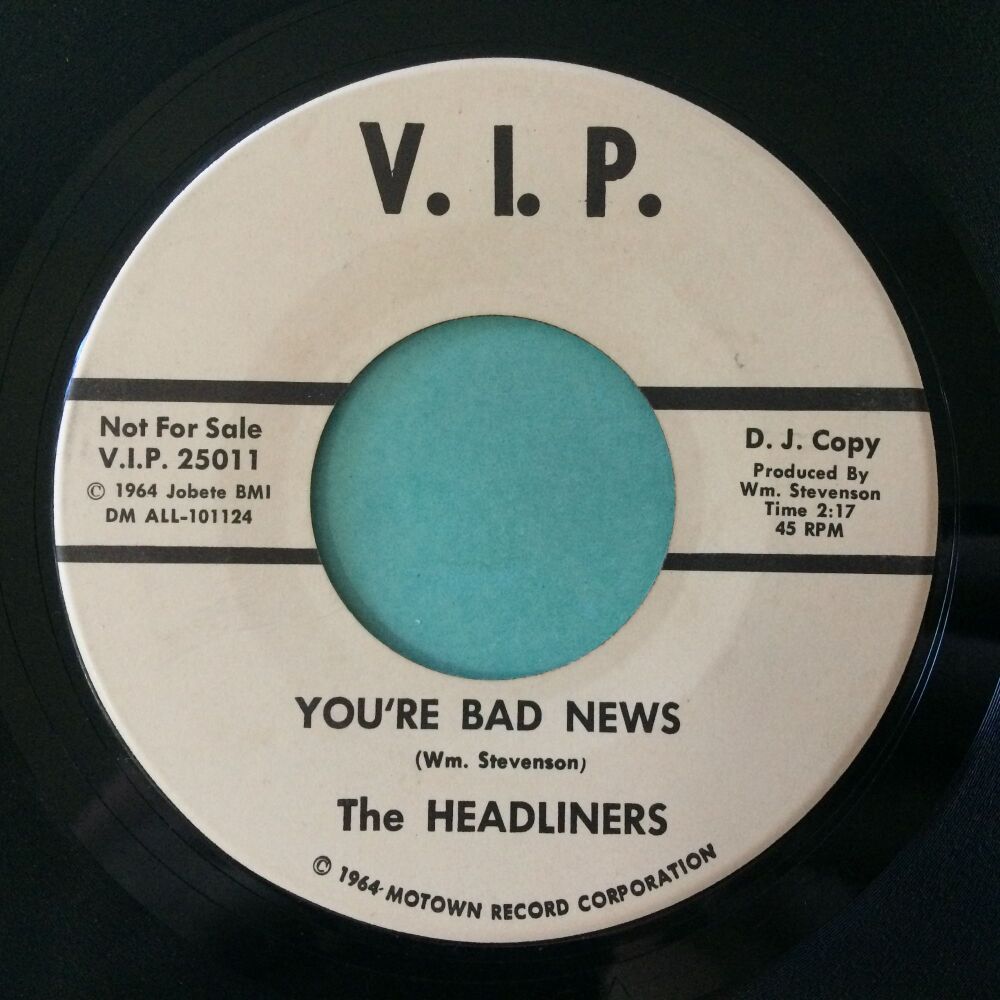 V. I. P.
Not For Sale
V.I.P. 25011
© 1964 Jobete BMI
DM ALL-101124
D. J. Copy
Produced By
Wm. Stevenson
Time 2:17
45 RPM
YOU'RE BAD NEWS
(Wm. Stevenson)
The HEADLINERS
© 1964 MOTOWN RECORD CORPORATION